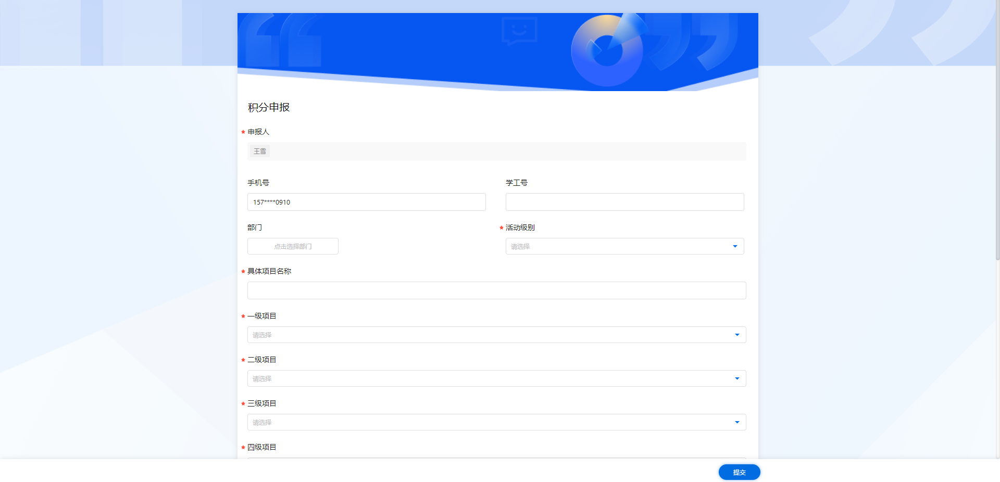 积分申报
申报人
王雪
手机号 学工号
157****0910
部门 活动级别
点击选择部门 请选择
具体项目名称
一级项目
请选择
二级项目
请选择
三级项目
请选择
四级项目
提交